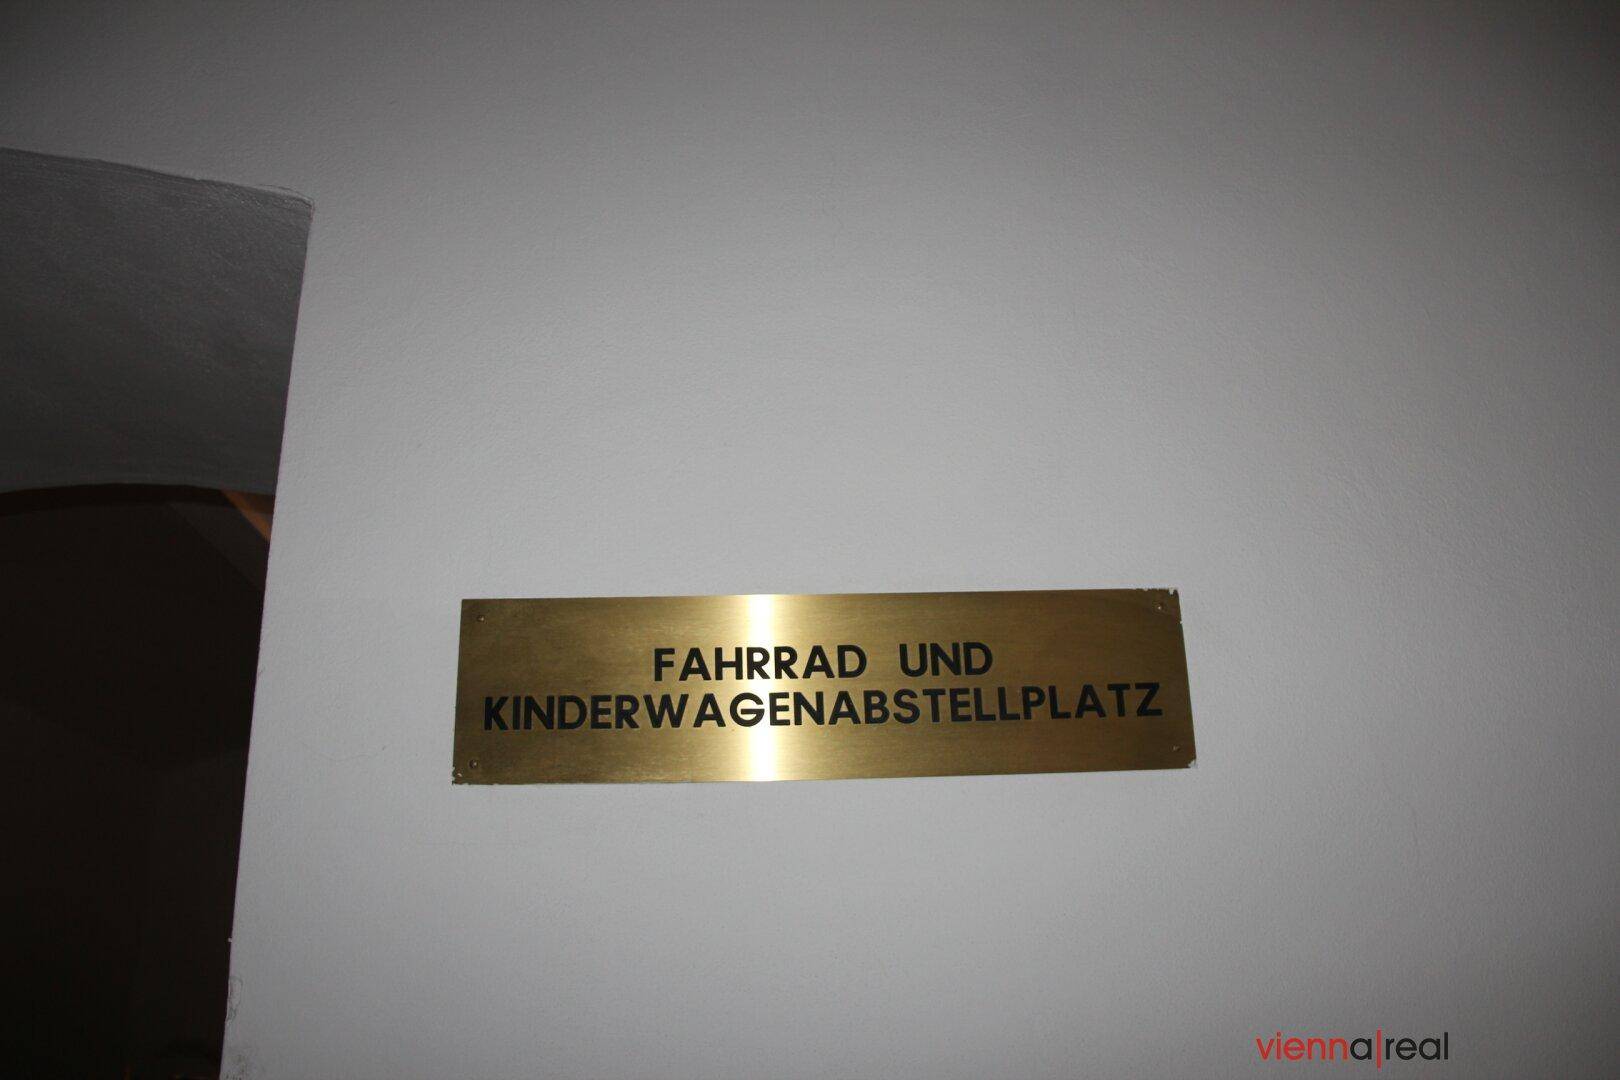 FAHRRAD UND
KINDERWAGENABSTELLPLATZ
vienna|real